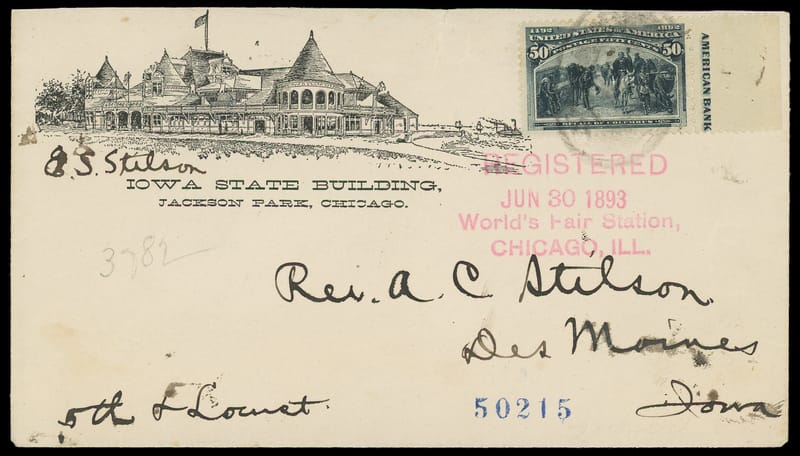 1492 1892
UNITED STATES OF AMERICA
50 POSTAGE FIFTY CENTS 50
AMERICAN BANK
E. S. Stilson
IOWA STATE BUILDING,
JACKSON PARK, CHICAGO.
REGISTERED
JUN 30 1893
World's Fair Station,
CHICAGO, ILL.
3782
Rev. A. C. Stilson
Des Moines
Iowa
5th & Locust.
50215